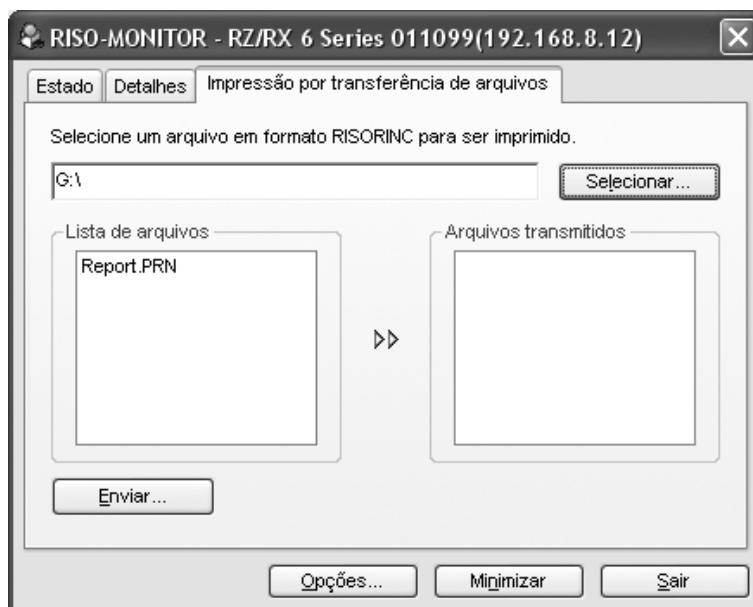 RISO-MONITOR - RZ/RX 6 Series 011099(192.168.8.12)
Estado Detalhes Impressão por transferência de arquivos
Selecione um arquivo em formato RISORINC para ser imprimido.
G:\ Selecionar...
Lista de arquivos Arquivos transmitidos
Report.PRN
Enviar...
Opções... Minimizar Sair